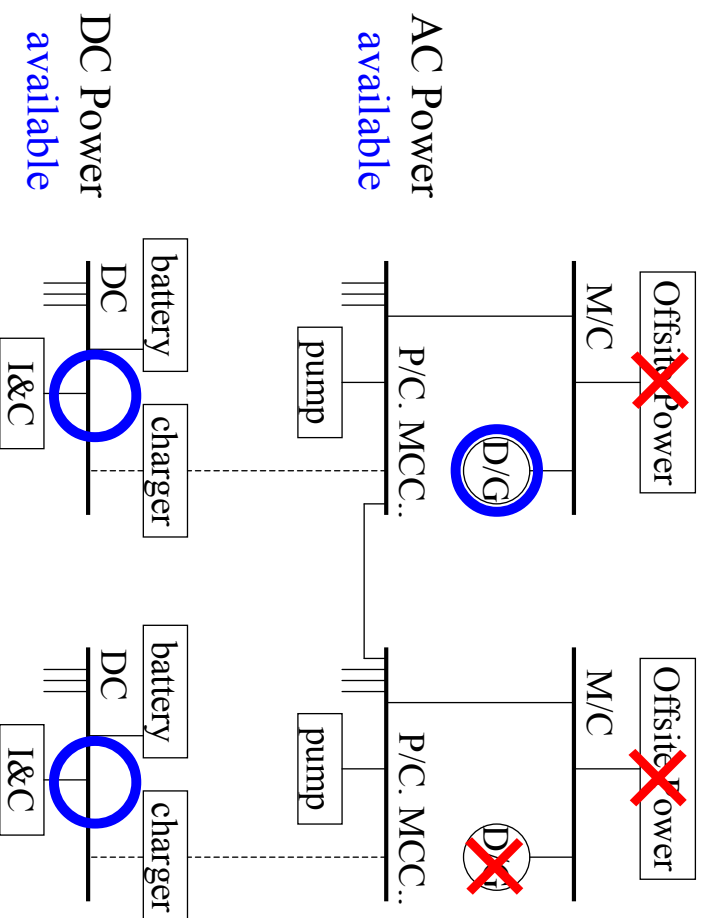 Offsite Power
Offsite Power
M/C
M/C
D/G
D/G
AC Power
available
P/C. MCC..
P/C. MCC..
pump
pump
battery
charger
battery
charger
DC Power
available
DC
DC
I&C
I&C